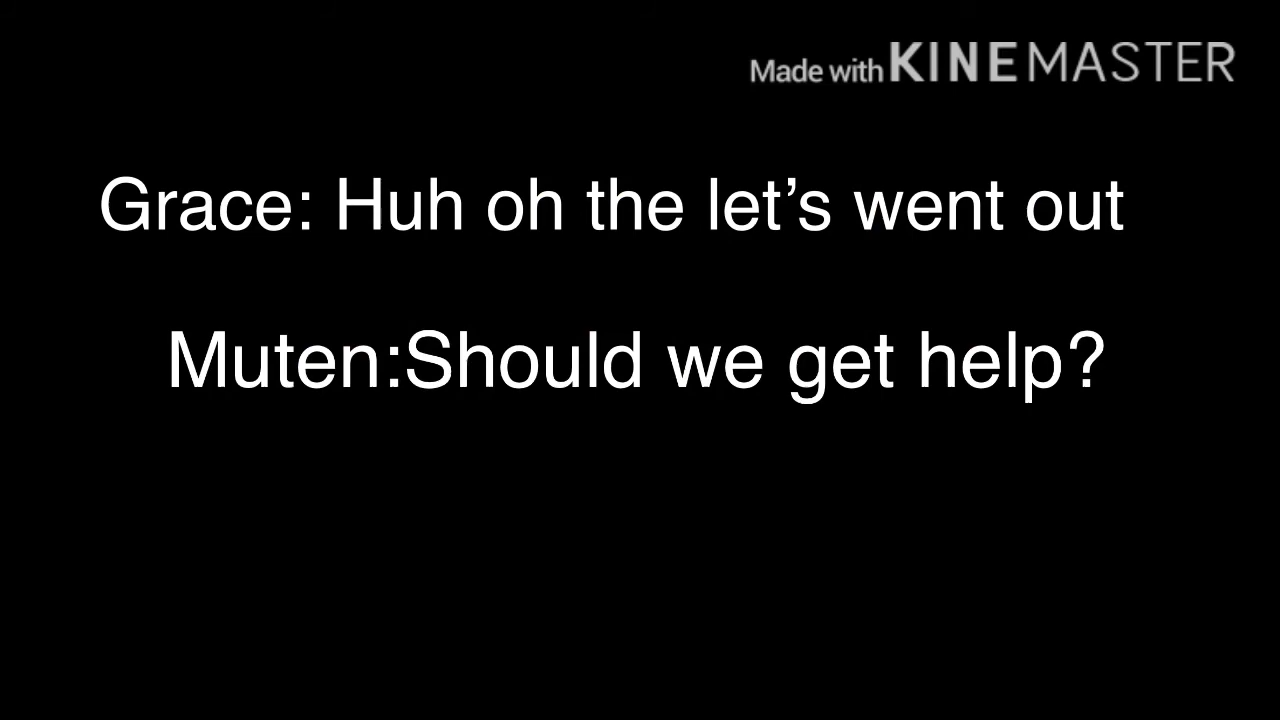 Made with KINEMASTER
Grace: Huh oh the let’s went out
Muten:Should we get help?